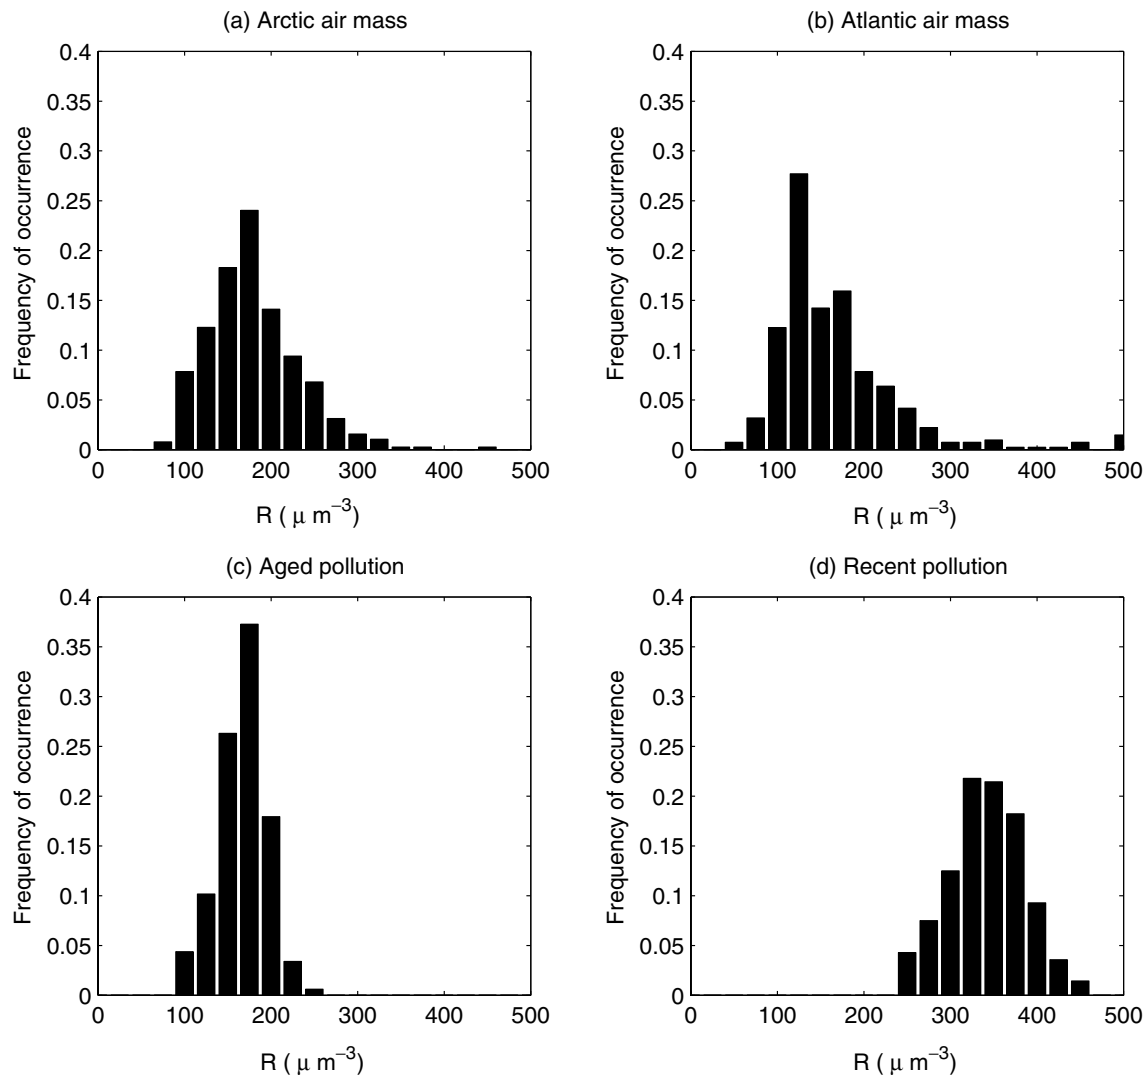 (a) Arctic air mass
0.4
0.35
0.3
0.25
0.2
0.15
0.1
0.05
0
Frequency of occurrence
0 100 200 300 400 500
R ( μ m⁻³)
(b) Atlantic air mass
0.4
0.35
0.3
0.25
0.2
0.15
0.1
0.05
0
Frequency of occurrence
0 100 200 300 400 500
R ( μ m⁻³)
(c) Aged pollution
0.4
0.35
0.3
0.25
0.2
0.15
0.1
0.05
0
Frequency of occurrence
0 100 200 300 400 500
R ( μ m⁻³)
(d) Recent pollution
0.4
0.35
0.3
0.25
0.2
0.15
0.1
0.05
0
Frequency of occurrence
0 100 200 300 400 500
R ( μ m⁻³)